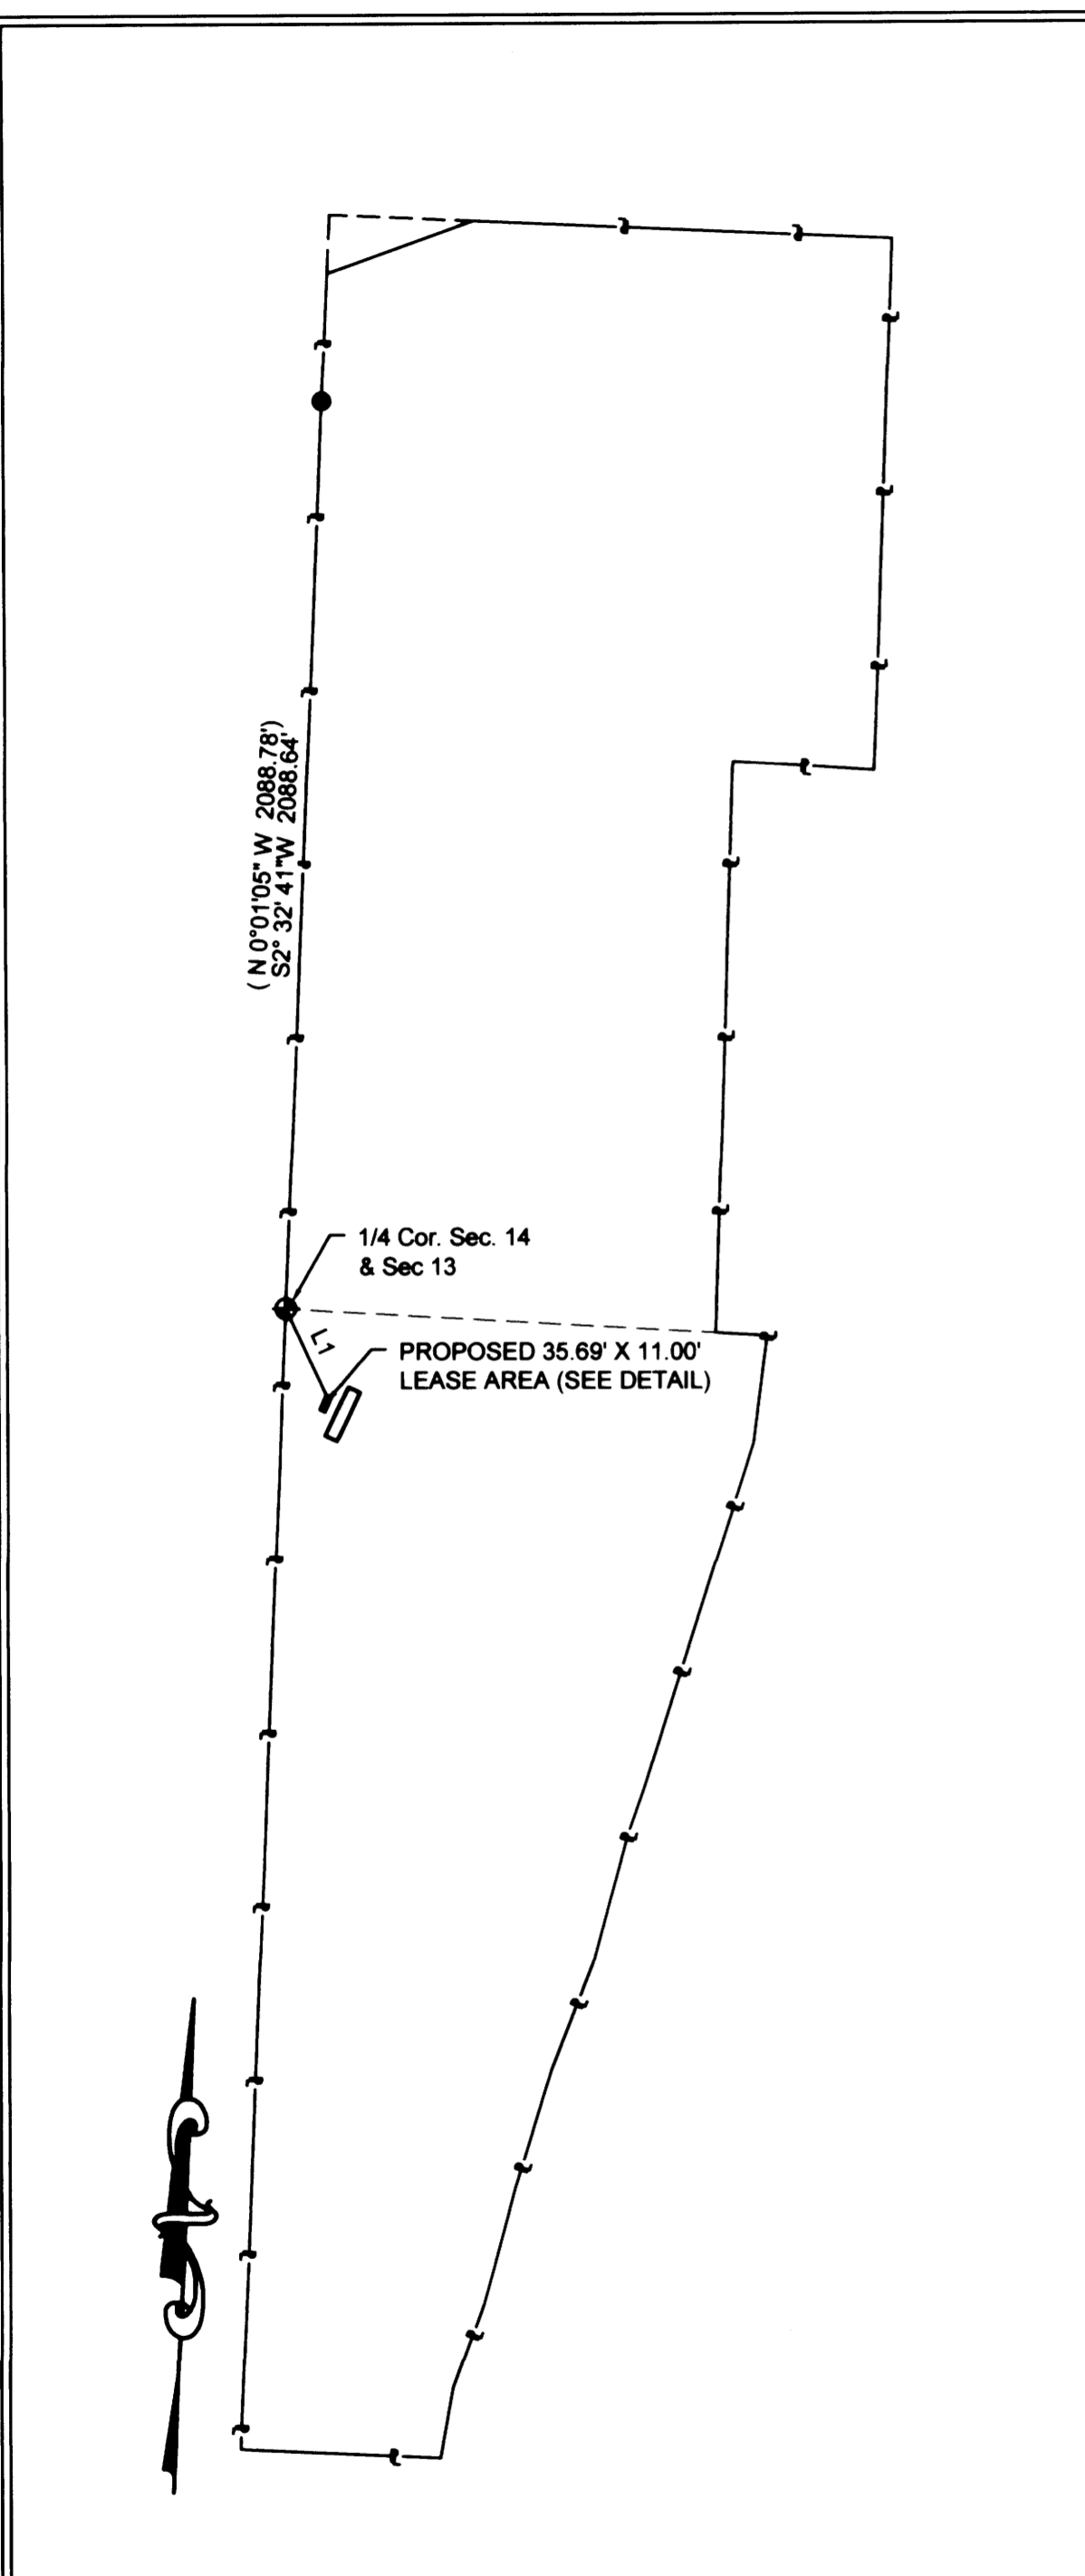 ( N 0°01'05" W 2088.78')
S2° 32' 41"W 2088.64'
1/4 Cor. Sec. 14
& Sec 13
L1
PROPOSED 35.69' X 11.00'
LEASE AREA (SEE DETAIL)